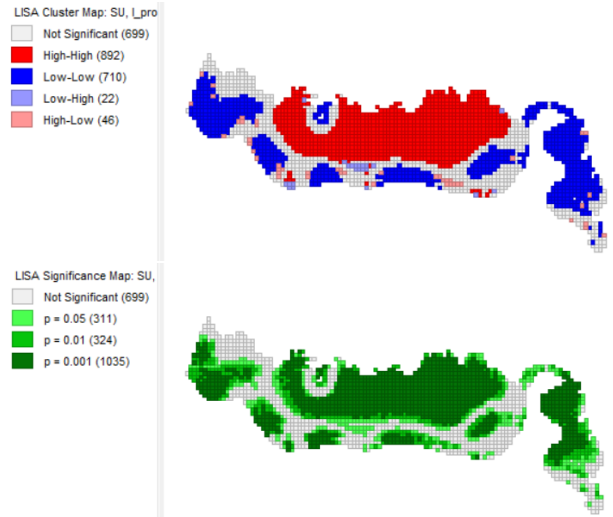 LISA Cluster Map: SU, I_pro
Not Significant (699)
High-High (892)
Low-Low (710)
Low-High (22)
High-Low (46)
LISA Significance Map: SU,
Not Significant (699)
p = 0.05 (311)
p = 0.01 (324)
p = 0.001 (1035)